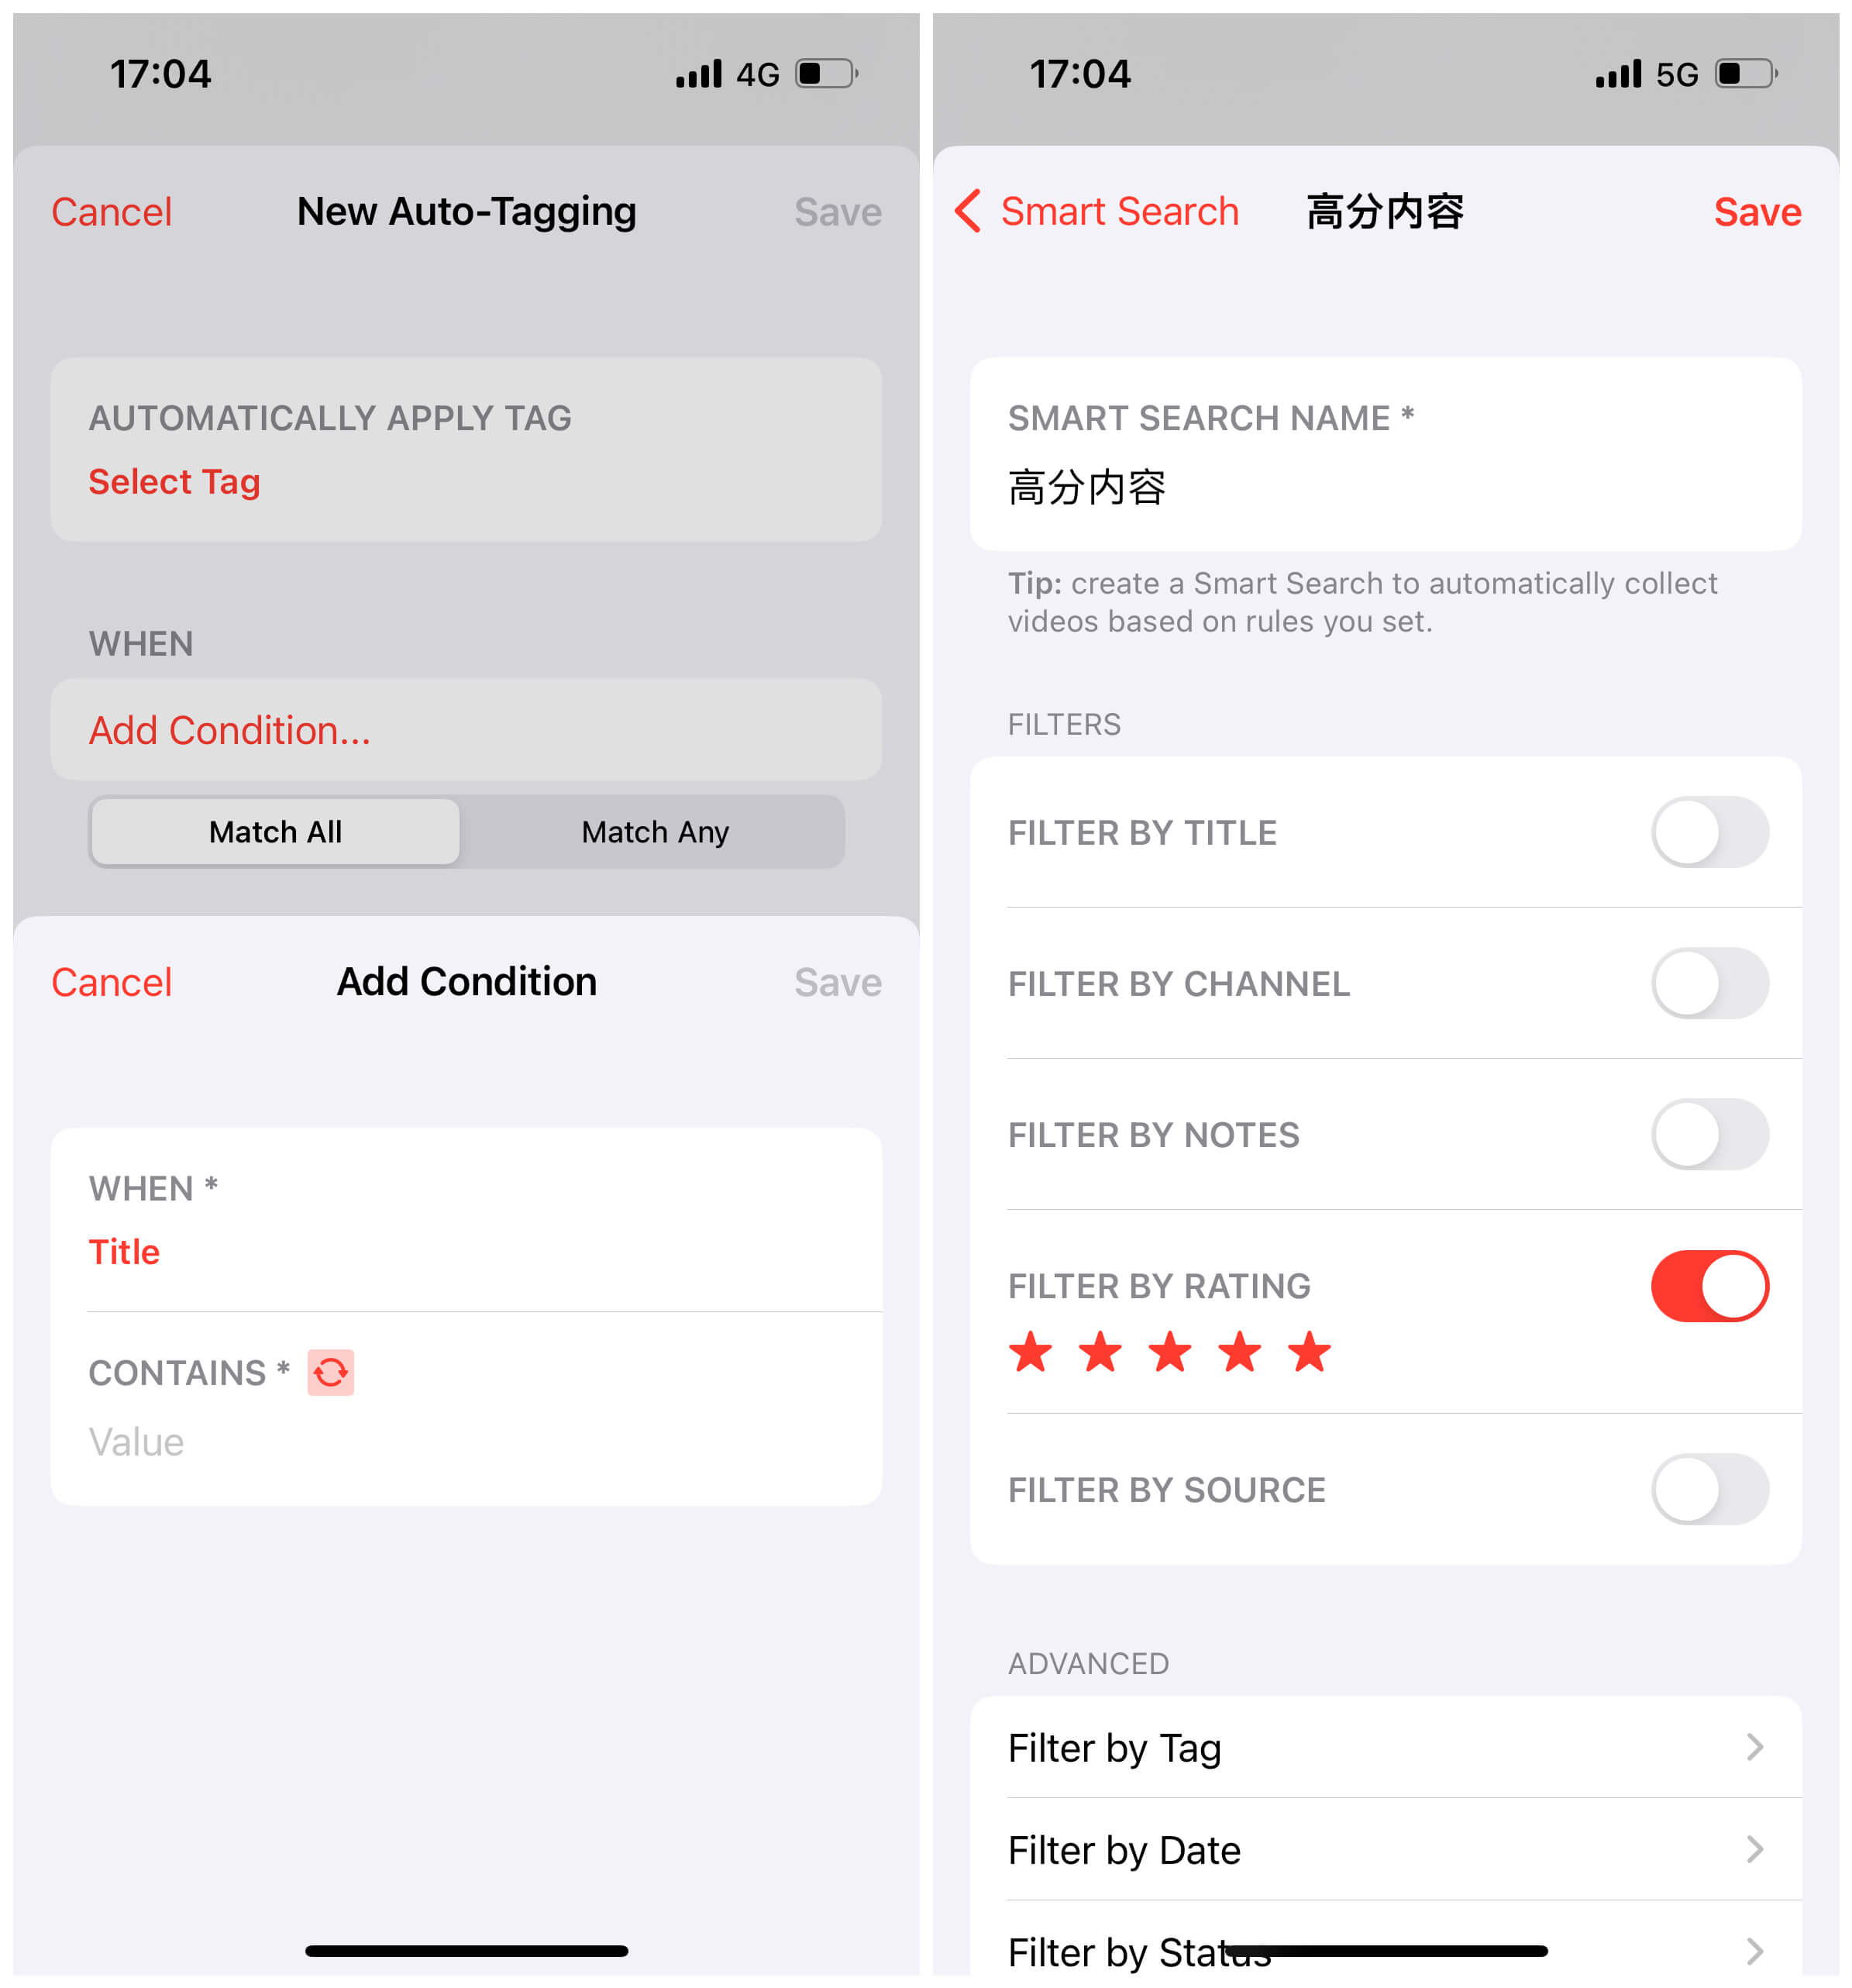 17:04
4G
Cancel
New Auto-Tagging
Save
AUTOMATICALLY APPLY TAG
Select Tag
WHEN
Add Condition...
Match All
Match Any
Cancel
Add Condition
Save
WHEN *
Title
CONTAINS *
Value
17:04
5G
Smart Search
高分内容
Save
SMART SEARCH NAME *
高分内容
Tip: create a Smart Search to automatically collect
videos based on rules you set.
FILTERS
FILTER BY TITLE
FILTER BY CHANNEL
FILTER BY NOTES
FILTER BY RATING
FILTER BY SOURCE
ADVANCED
Filter by Tag
Filter by Date
Filter by Status